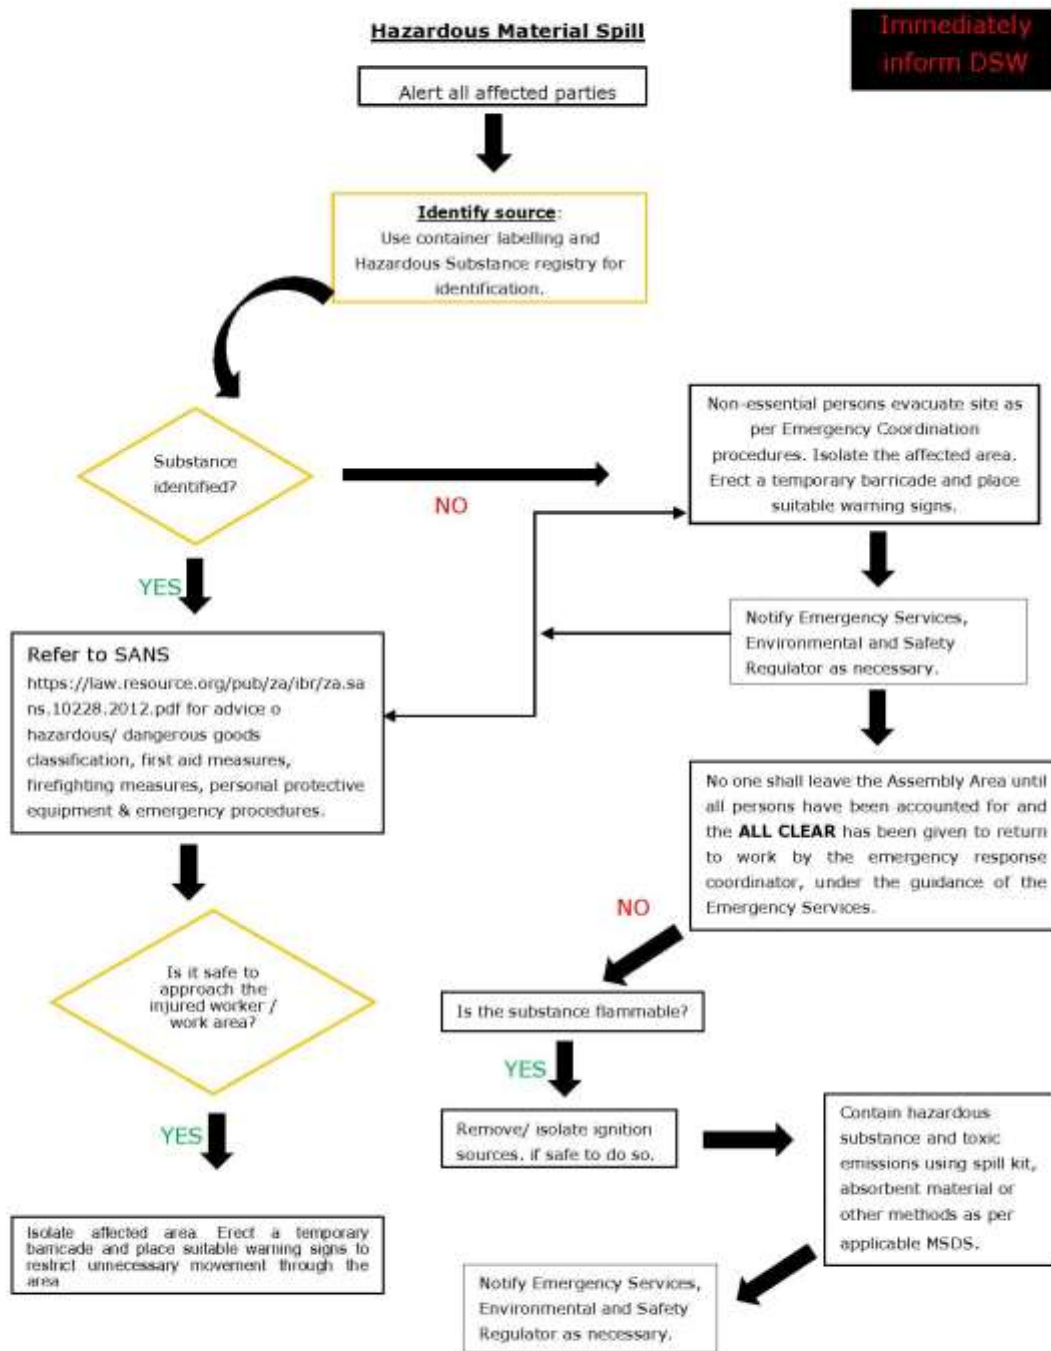 Hazardous Material Spill
Immediately
inform DSW
Alert all affected parties
Identify source:
Use container labelling and
Hazardous Substance registry for
identification.
Substance
identified?
NO
Non-essential persons evacuate site as
per Emergency Coordination
procedures. Isolate the affected area.
Erect a temporary barricade and place
suitable warning signs.
YES
Notify Emergency Services,
Environmental and Safety
Regulator as necessary.
Refer to SANS
https://law.resource.org/pub/za/ibr/za.sa
ns.10228.2012.pdf for advice o
hazardous/ dangerous goods
classification, first aid measures,
firefighting measures, personal protective
equipment & emergency procedures.
No one shall leave the Assembly Area until
all persons have been accounted for and
the ALL CLEAR has been given to return
to work by the emergency response
coordinator, under the guidance of the
Emergency Services.
NO
Is it safe to
approach the
injured worker /
work area?
Is the substance flammable?
YES
YES
Remove/ isolate ignition
sources, if safe to do so.
Contain hazardous
substance and toxic
emissions using spill kit,
absorbent material or
other methods as per
applicable MSDS.
Isolate affected area. Erect a temporary
barricade and place suitable warning signs to
restrict unnecessary movement through the
area
Notify Emergency Services,
Environmental and Safety
Regulator as necessary.